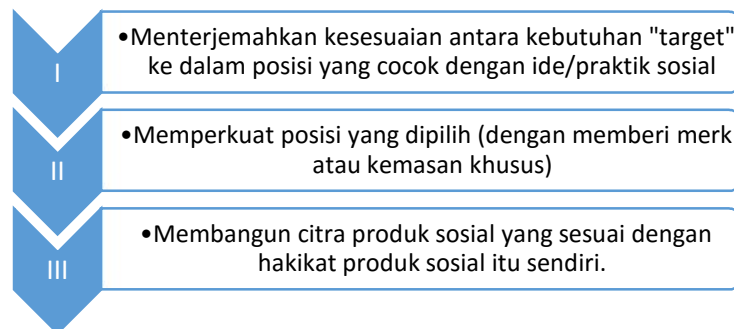 I
•Menterjemahkan kesesuaian antara kebutuhan "target"
ke dalam posisi yang cocok dengan ide/praktik sosial
II
•Memperkuat posisi yang dipilih (dengan memberi merk
atau kemasan khusus)
III
•Membangun citra produk sosial yang sesuai dengan
hakikat produk sosial itu sendiri.